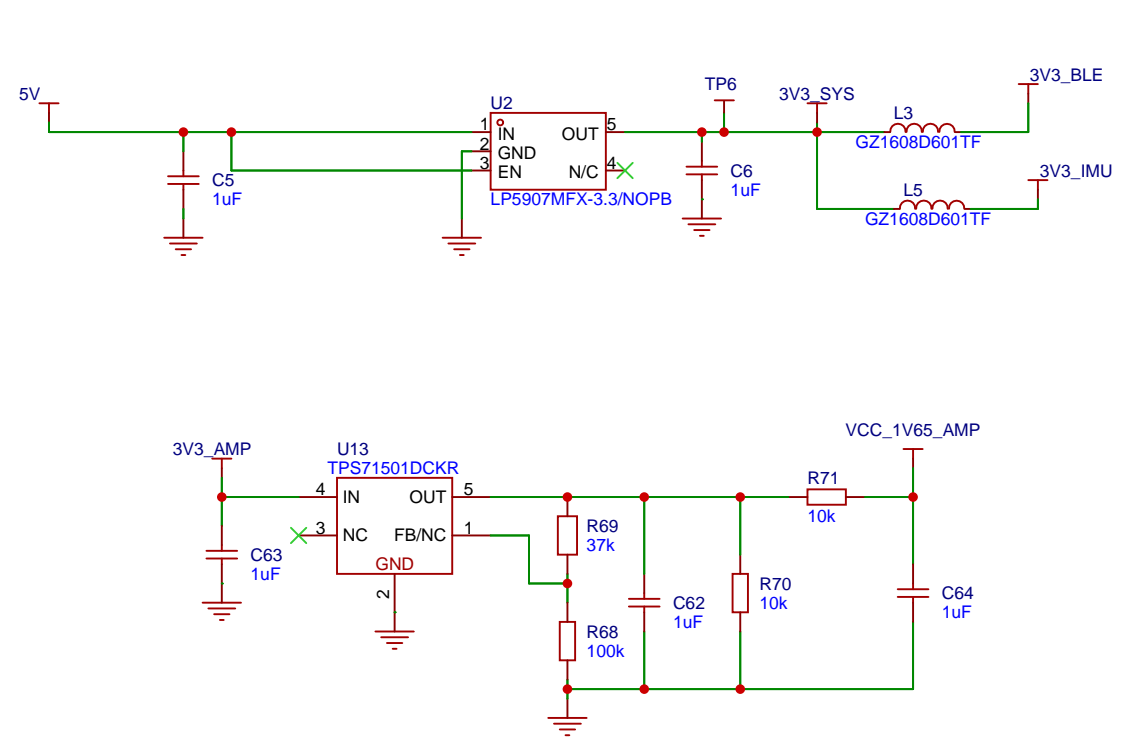 5V
U2
1
IN
2
GND
3
EN
OUT
5
N/C
4
LP5907MFX-3.3/NOPB
C5
1uF
TP6
C6
1uF
3V3_SYS
L3
GZ1608D601TF
3V3_BLE
L5
GZ1608D601TF
3V3_IMU
3V3_AMP
U13
TPS71501DCKR
4
IN
OUT
5
3
NC
FB/NC
1
GND
2
C63
1uF
R69
37k
R68
100k
C62
1uF
R70
10k
R71
10k
VCC_1V65_AMP
C64
1uF